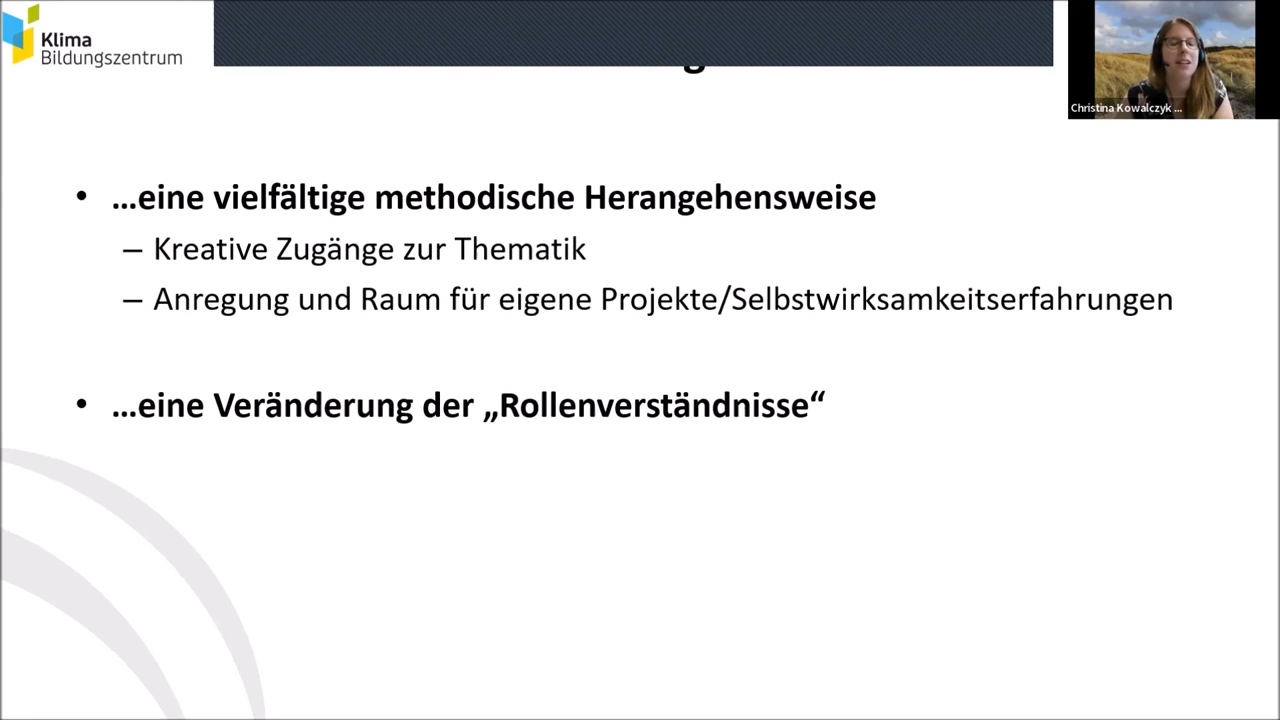 Klima
Bildungszentrum
Christina Kowalczyk ...
• …eine vielfältige methodische Herangehensweise
– Kreative Zugänge zur Thematik
– Anregung und Raum für eigene Projekte/Selbstwirksamkeitserfahrungen
• …eine Veränderung der „Rollenverständnisse“